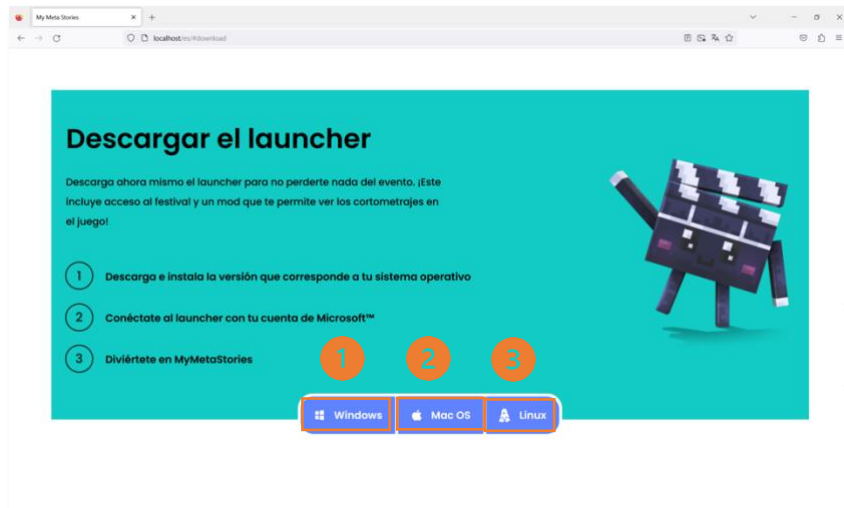 My Meta Stories
localhost/es/#download
Descargar el launcher
Descarga ahora mismo el launcher para no perderte nada del evento. ¡Este
incluye acceso al festival y un mod que te permite ver los cortometrajes en
el juego!
1 Descarga e instala la versión que corresponde a tu sistema operativo
2 Conéctate al launcher con tu cuenta de Microsoft™
3 Diviértete en MyMetaStories
1 2 3
Windows Mac OS Linux